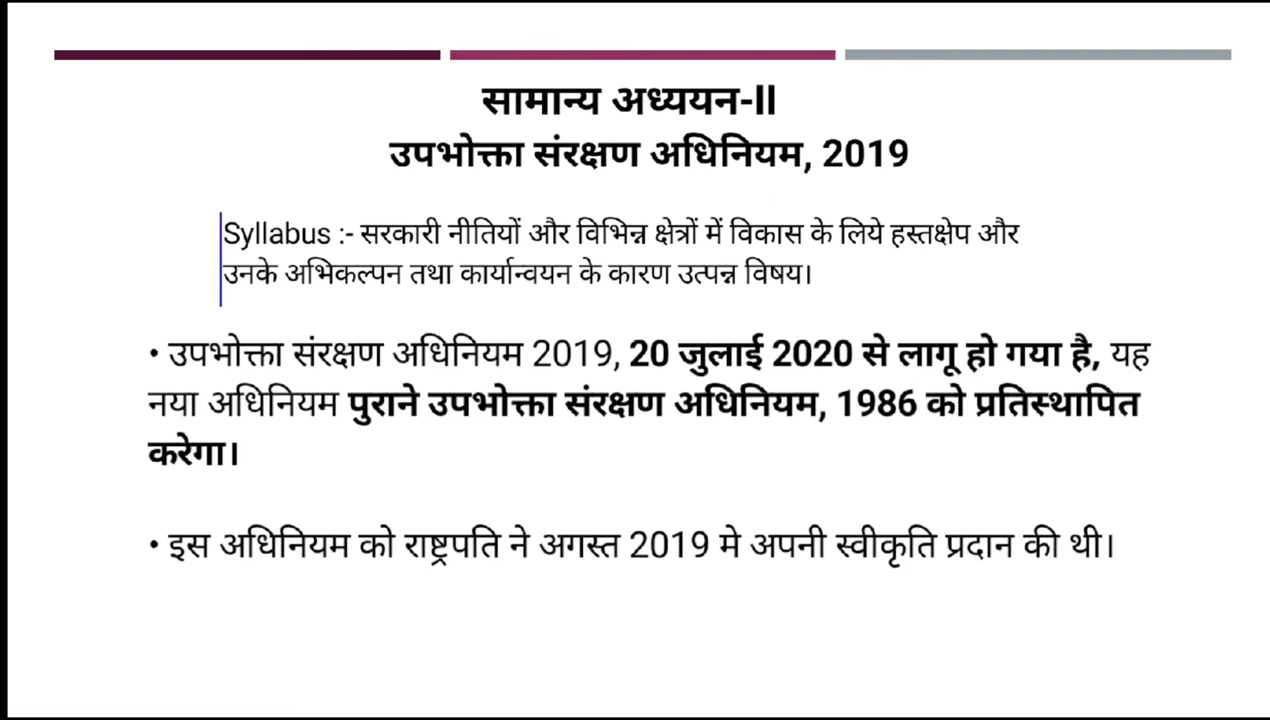 सामान्य अध्ययन-II
उपभोक्ता संरक्षण अधिनियम, 2019
Syllabus :- सरकारी नीतियों और विभिन्न क्षेत्रों में विकास के लिये हस्तक्षेप और
उनके अभिकल्पन तथा कार्यान्वयन के कारण उत्पन्न विषय।
• उपभोक्ता संरक्षण अधिनियम 2019, 20 जुलाई 2020 से लागू हो गया है, यह
नया अधिनियम पुराने उपभोक्ता संरक्षण अधिनियम, 1986 को प्रतिस्थापित
करेगा।
• इस अधिनियम को राष्ट्रपति ने अगस्त 2019 मे अपनी स्वीकृति प्रदान की थी।